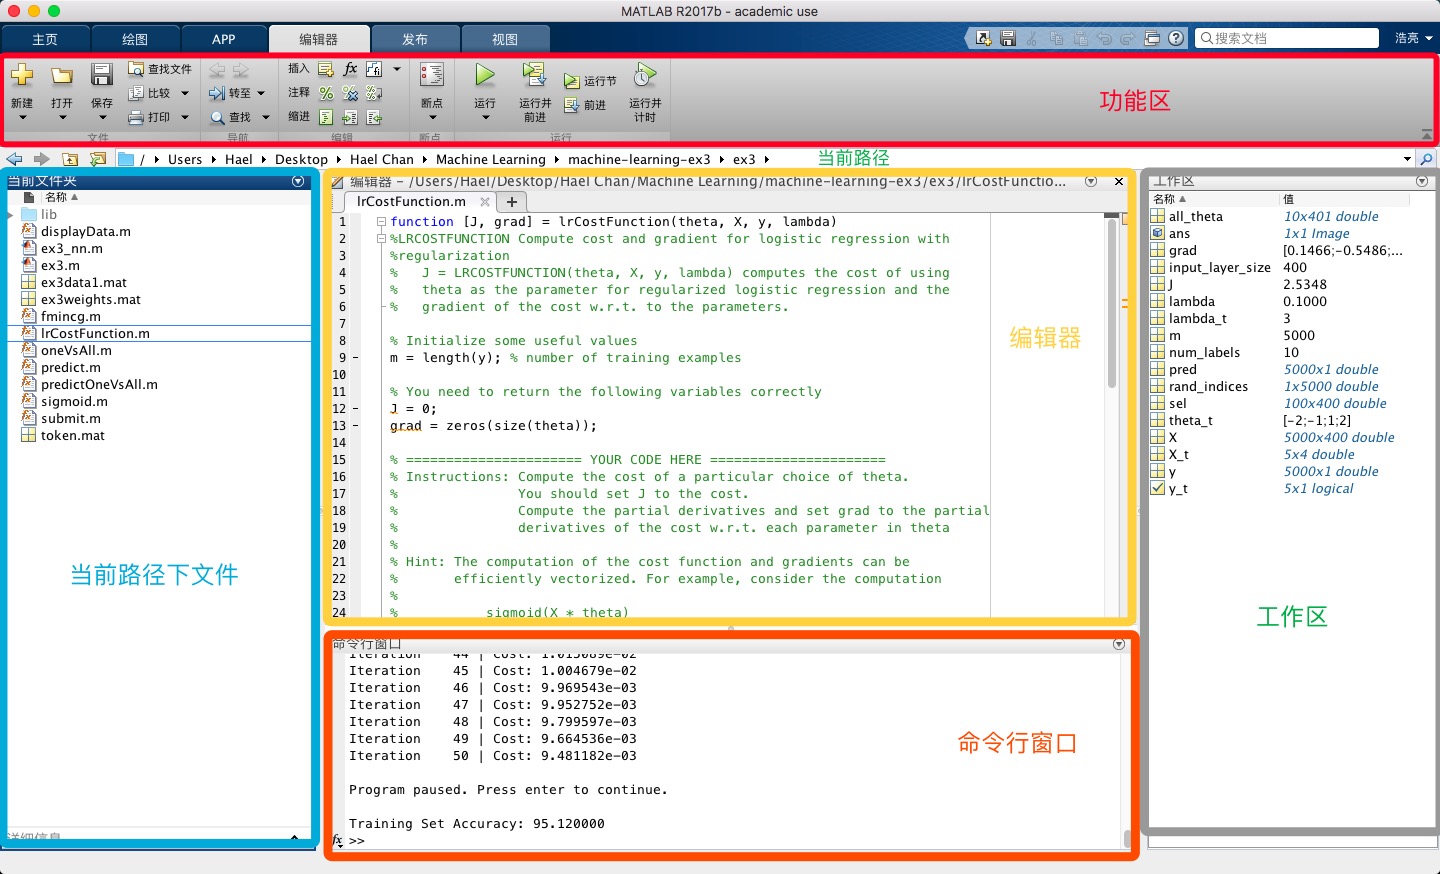 MATLAB R2017b - academic use
主页 绘图 APP 编辑器 发布 视图 搜索文档 浩亮
新建 打开 保存 查找文件 比较 打印 转至 查找 插入 fx fi 注释 缩进 断点 运行 运行并前进 运行节 前进 运行并计时 功能区
文件 导航 编辑 断点 运行
/ Users Hael Desktop Hael Chan Machine Learning machine-learning-ex3 ex3 当前路径
当前文件夹
名称
lib
displayData.m
ex3_nn.m
ex3.m
ex3data1.mat
ex3weights.mat
fmincg.m
lrCostFunction.m
oneVsAll.m
predict.m
predictOneVsAll.m
sigmoid.m
submit.m
token.mat
当前路径下文件
详细信息
编辑器 - /Users/Hael/Desktop/Hael Chan/Machine Learning/machine-learning-ex3/ex3/lrCostFunctio...
lrCostFunction.m
1 function [J, grad] = lrCostFunction(theta, X, y, lambda)
2 %LRCOSTFUNCTION Compute cost and gradient for logistic regression with
3 %regularization
4 % J = LRCOSTFUNCTION(theta, X, y, lambda) computes the cost of using
5 % theta as the parameter for regularized logistic regression and the
6 % gradient of the cost w.r.t. to the parameters.
7
8 % Initialize some useful values
9 - m = length(y); % number of training examples
10
11 % You need to return the following variables correctly
12 - J = 0;
13 - grad = zeros(size(theta));
14
15 % ====================== YOUR CODE HERE ======================
16 % Instructions: Compute the cost of a particular choice of theta.
17 % You should set J to the cost.
18 % Compute the partial derivatives and set grad to the partial
19 % derivatives of the cost w.r.t. each parameter in theta
20 %
21 % Hint: The computation of the cost function and gradients can be
22 % efficiently vectorized. For example, consider the computation
23 %
24 % sigmoid(X * theta)
编辑器
命令行窗口
Iteration 44 | Cost: 1.015089e-02
Iteration 45 | Cost: 1.004679e-02
Iteration 46 | Cost: 9.969543e-03
Iteration 47 | Cost: 9.952752e-03
Iteration 48 | Cost: 9.799597e-03
Iteration 49 | Cost: 9.664536e-03
Iteration 50 | Cost: 9.481182e-03
Program paused. Press enter to continue.
Training Set Accuracy: 95.120000
fx >>
命令行窗口
工作区
名称 值
all_theta 10x401 double
ans 1x1 Image
grad [0.1466;-0.5486;...
input_layer_size 400
J 2.5348
lambda 0.1000
lambda_t 3
m 5000
num_labels 10
pred 5000x1 double
rand_indices 1x5000 double
sel 100x400 double
theta_t [-2;-1;1;2]
X 5000x400 double
X_t 5x4 double
y 5000x1 double
y_t 5x1 logical
工作区